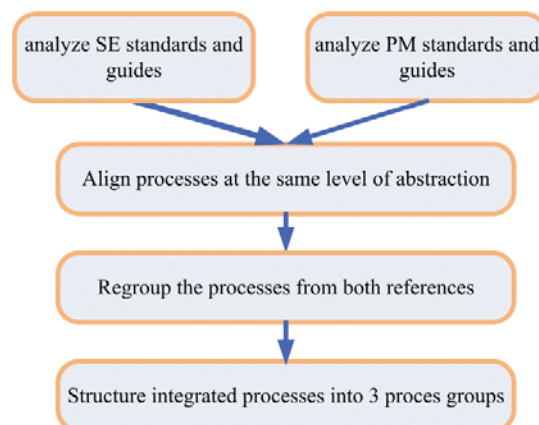 analyze SE standards and
guides
analyze PM standards and
guides
Align processes at the same level of abstraction
Regroup the processes from both references
Structure integrated processes into 3 proces groups